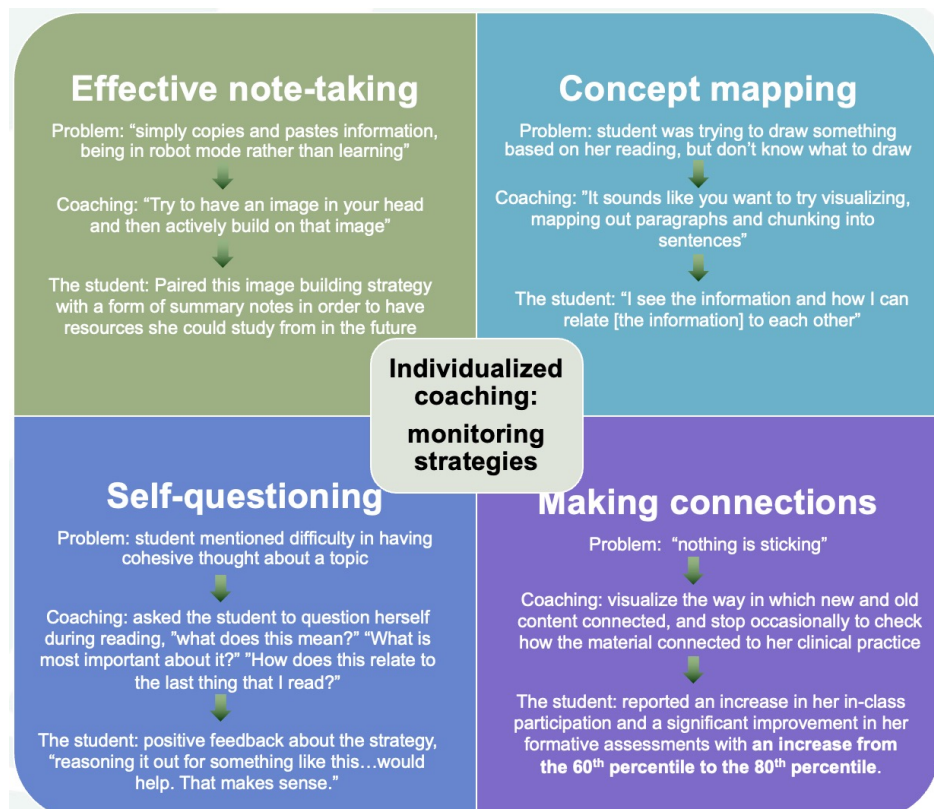 Effective note-taking
Problem: “simply copies and pastes information,
being in robot mode rather than learning”
Coaching: “Try to have an image in your head
and then actively build on that image”
The student: Paired this image building strategy
with a form of summary notes in order to have
resources she could study from in the future
Concept mapping
Problem: student was trying to draw something
based on her reading, but don’t know what to draw
Coaching: ”It sounds like you want to try visualizing,
mapping out paragraphs and chunking into
sentences”
The student: “I see the information and how I can
relate [the information] to each other”
Individualized
coaching:
monitoring
strategies
Self-questioning
Problem: student mentioned difficulty in having
cohesive thought about a topic
Coaching: asked the student to question herself
during reading, ”what does this mean?” “What is
most important about it?” ”How does this relate to
the last thing that I read?”
The student: positive feedback about the strategy,
“reasoning it out for something like this…would
help. That makes sense.”
Making connections
Problem: “nothing is sticking”
Coaching: visualize the way in which new and old
content connected, and stop occasionally to check
how the material connected to her clinical practice
The student: reported an increase in her in-class
participation and a significant improvement in her
formative assessments with an increase from
the 60th percentile to the 80th percentile.